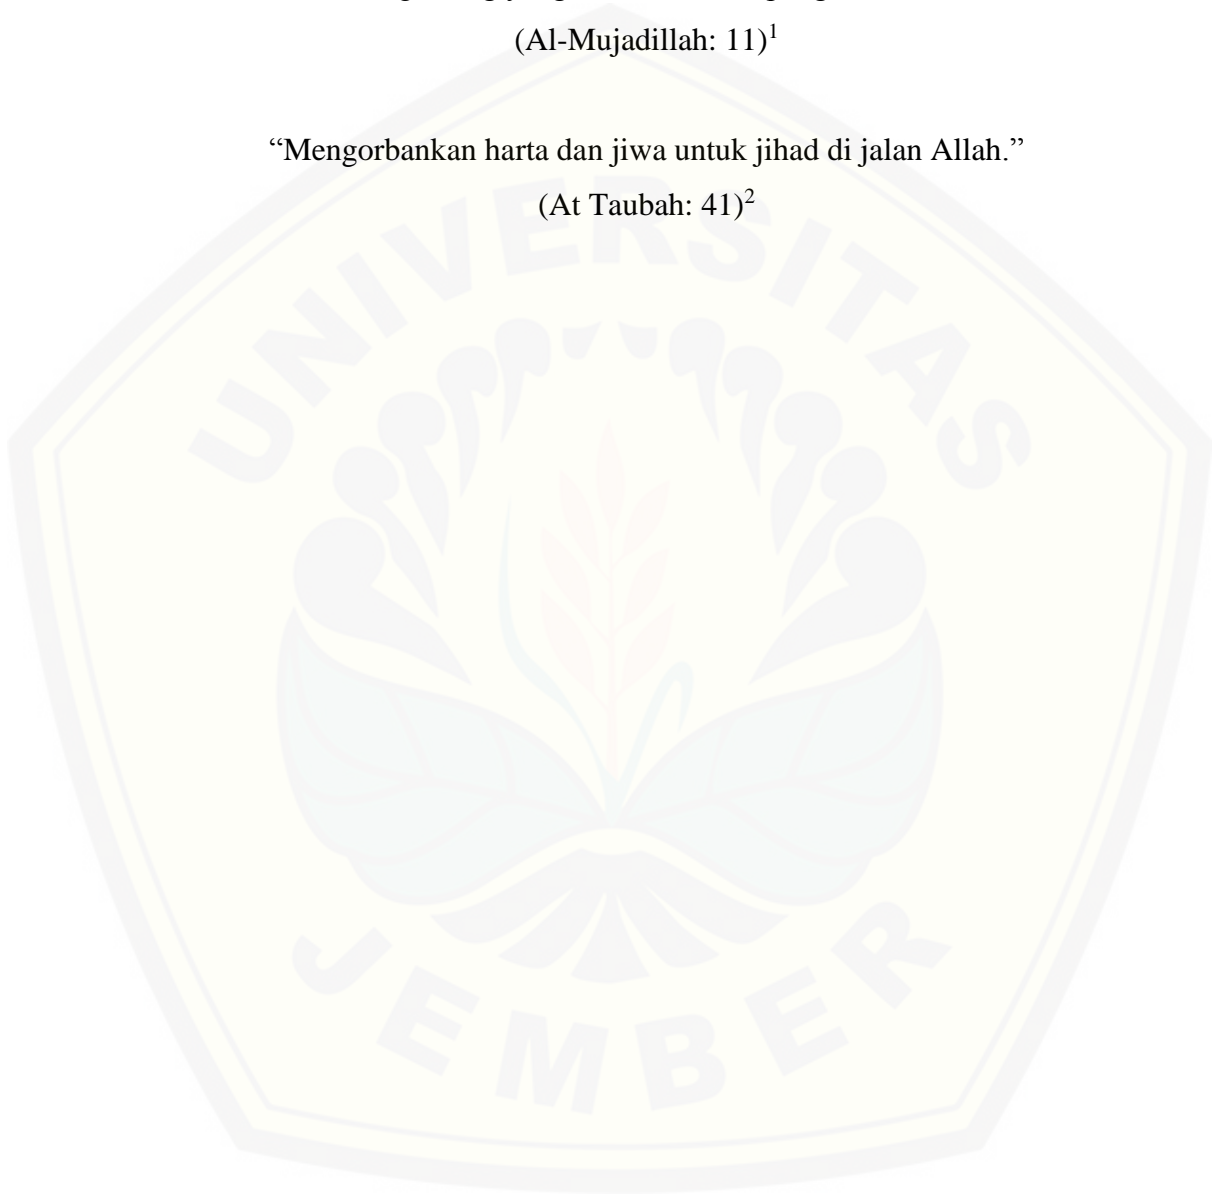 (Al-Mujadillah: 11)¹
“Mengorbankan harta dan jiwa untuk jihad di jalan Allah.”
(At Taubah: 41)²
UNIVERSITAS
JEMBER